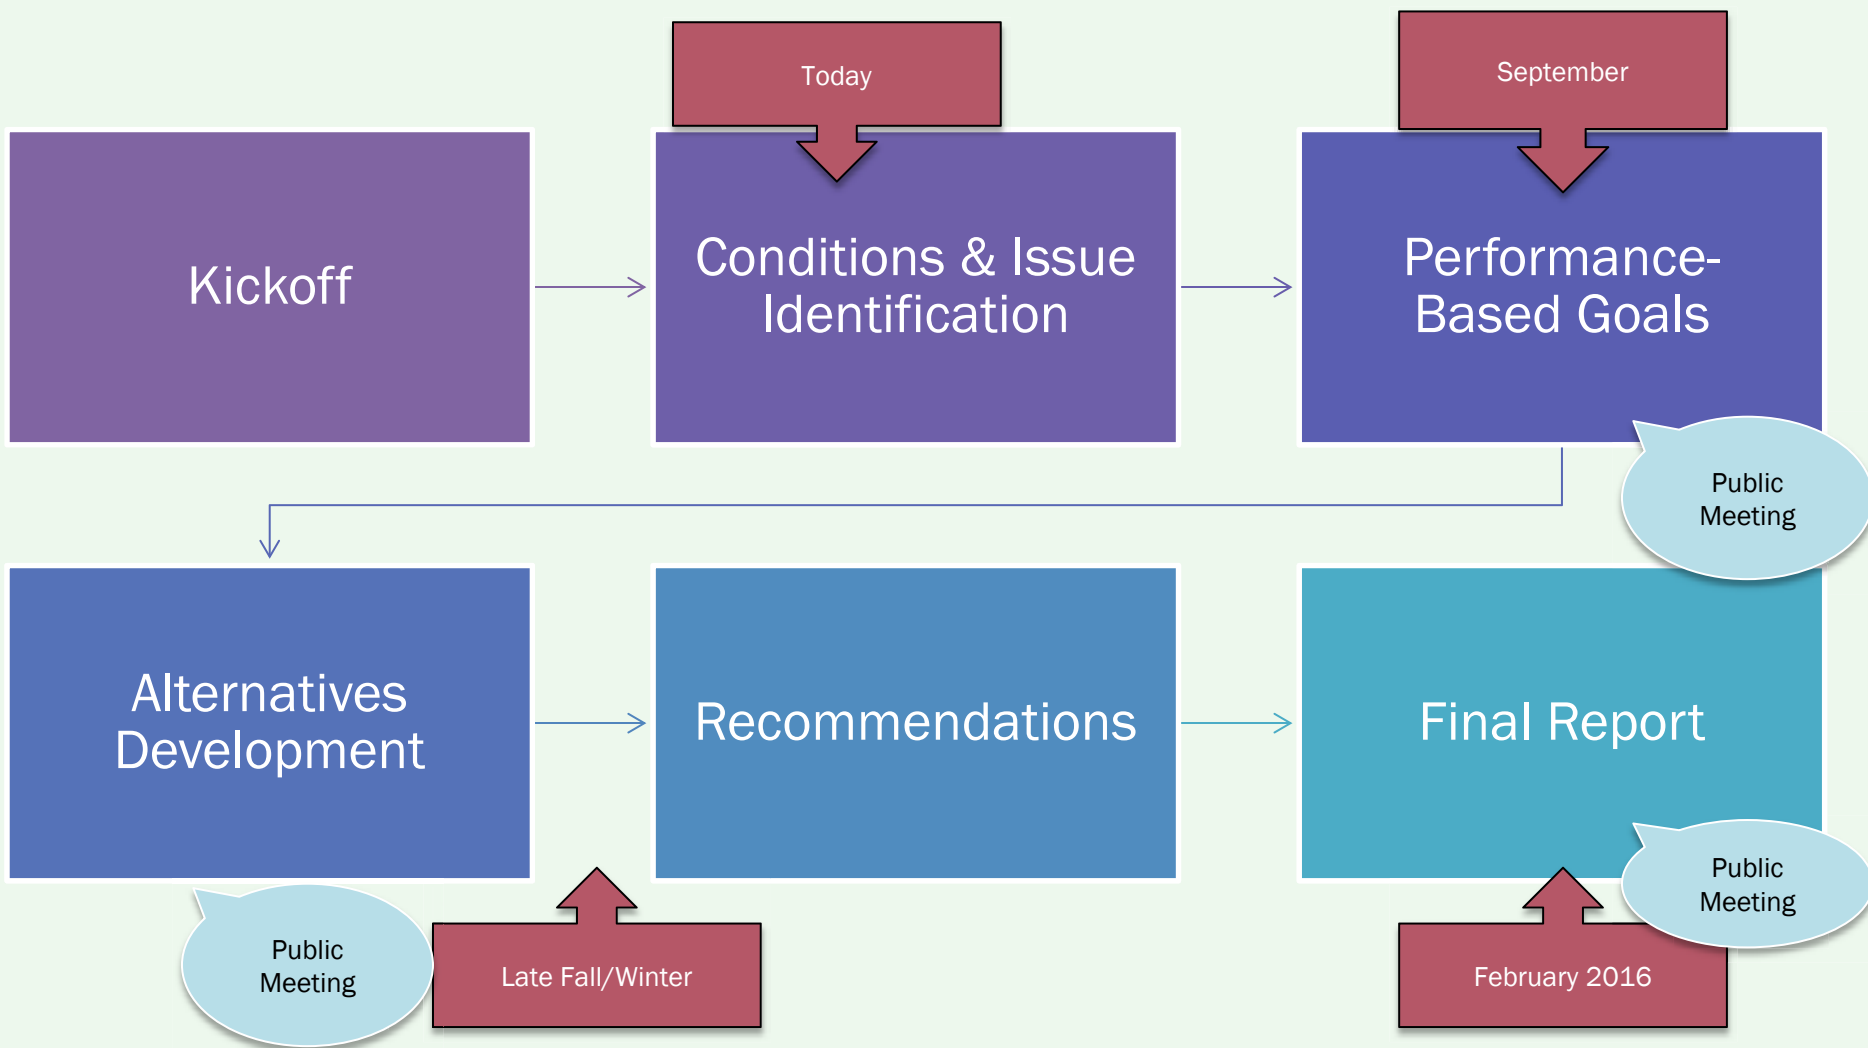 Today
September
Kickoff
Conditions & Issue
Identification
Performance-
Based Goals
Public
Meeting
Alternatives
Development
Recommendations
Final Report
Public
Meeting
Public
Meeting
Late Fall/Winter
February 2016